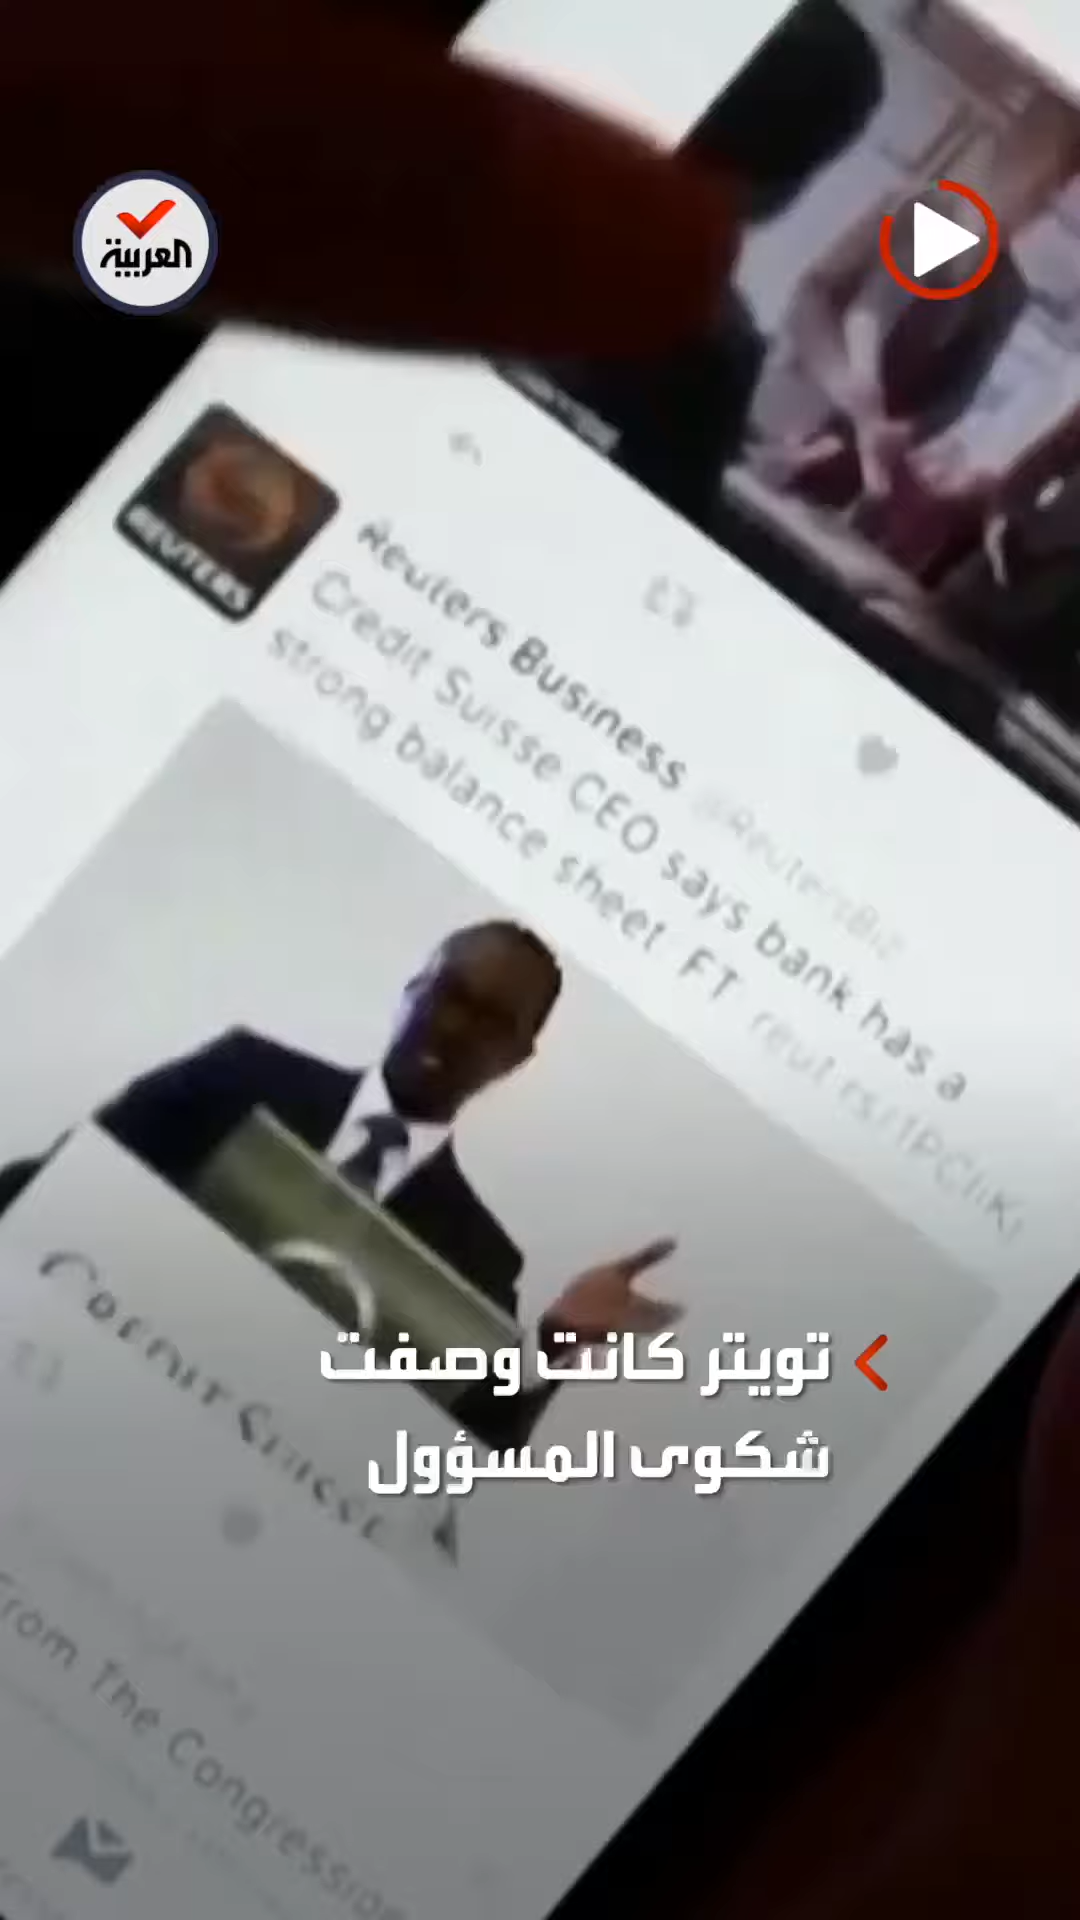 العربية
REUTERS
Reuters Business @ReutersBiz
Credit Suisse CEO says bank has a
strong balance sheet FT
تويتر كانت وصفت
شكوى المسؤول
From The Congression